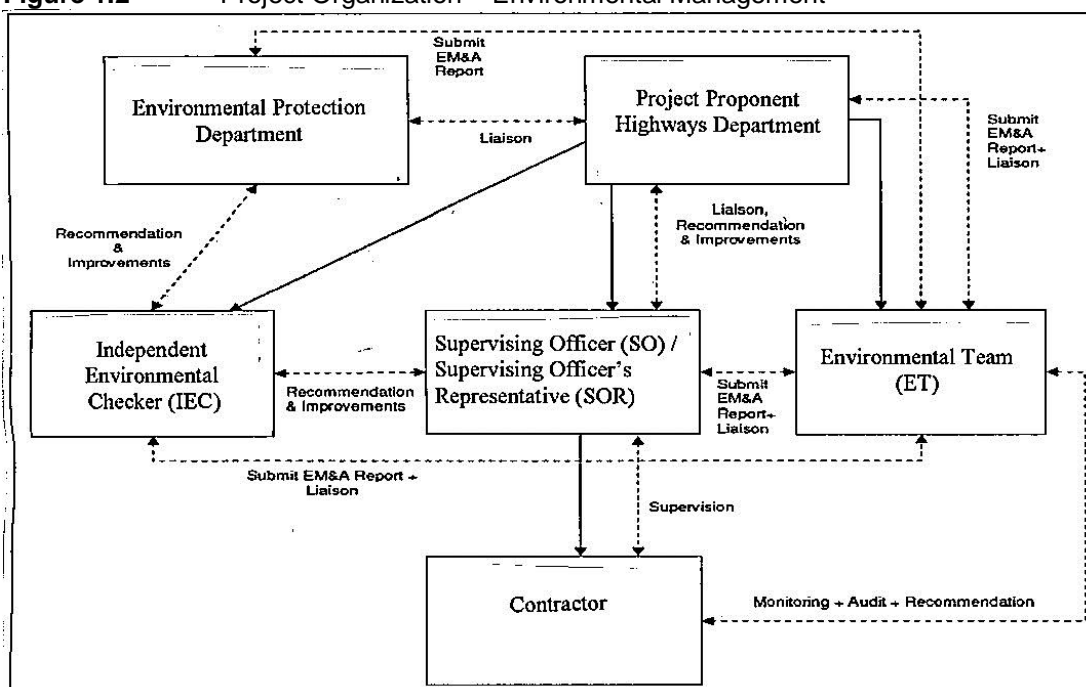 Figure 1.2 Project Organization – Environmental Management
Submit
EM&A
Report
Environmental Protection
Department
Liaison
Project Proponent
Highways Department
Submit
EM&A
Report+
Liaison
Recommendation
&
Improvements
Liaison,
Recommendation
& Improvements
Independent
Environmental
Checker (IEC)
Recommendation
& Improvements
Supervising Officer (SO) /
Supervising Officer's
Representative (SOR)
Submit
EM&A
Report+
Liaison
Environmental Team
(ET)
Submit EM&A Report +
Liaison
Supervision
Contractor
Monitoring + Audit + Recommendation